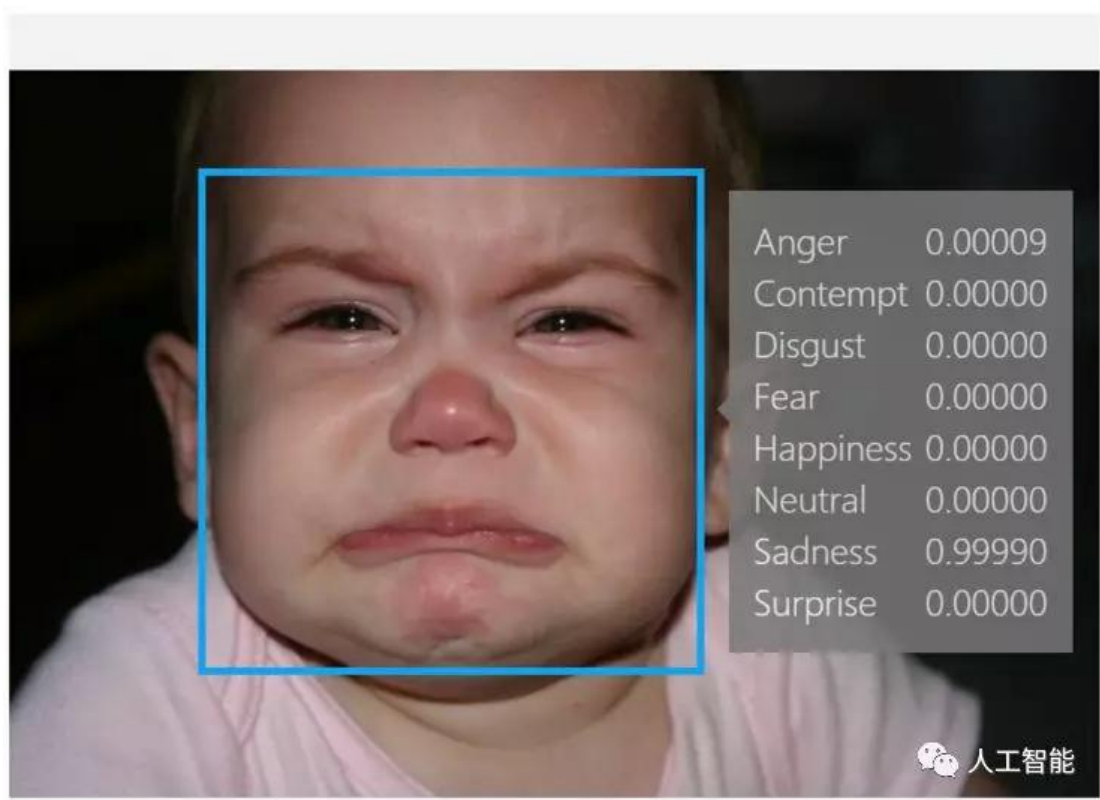 Anger 0.00009
Contempt 0.00000
Disgust 0.00000
Fear 0.00000
Happiness 0.00000
Neutral 0.00000
Sadness 0.99990
Surprise 0.00000
人工智能